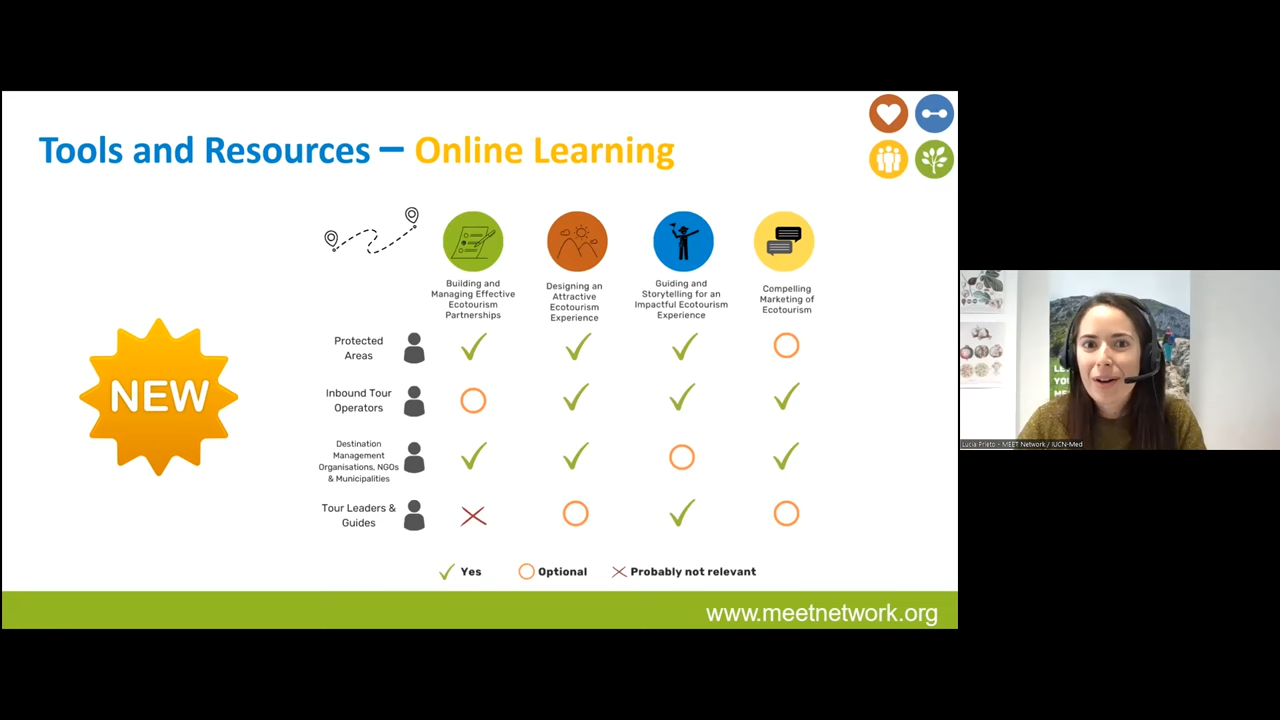 Tools and Resources – Online Learning
Building and
Managing Effective
Ecotourism
Partnerships
Designing an
Attractive
Ecotourism
Experience
Guiding and
Storytelling for an
Impactful Ecotourism
Experience
Compelling
Marketing of
Ecotourism
NEW
Protected
Areas
Inbound Tour
Operators
Destination
Management
Organisations, NGOs
& Municipalities
Tour Leaders &
Guides
Yes
Optional
Probably not relevant
www.meetnetwork.org
Lucia Prieto - MEET Network / IUCN-Med